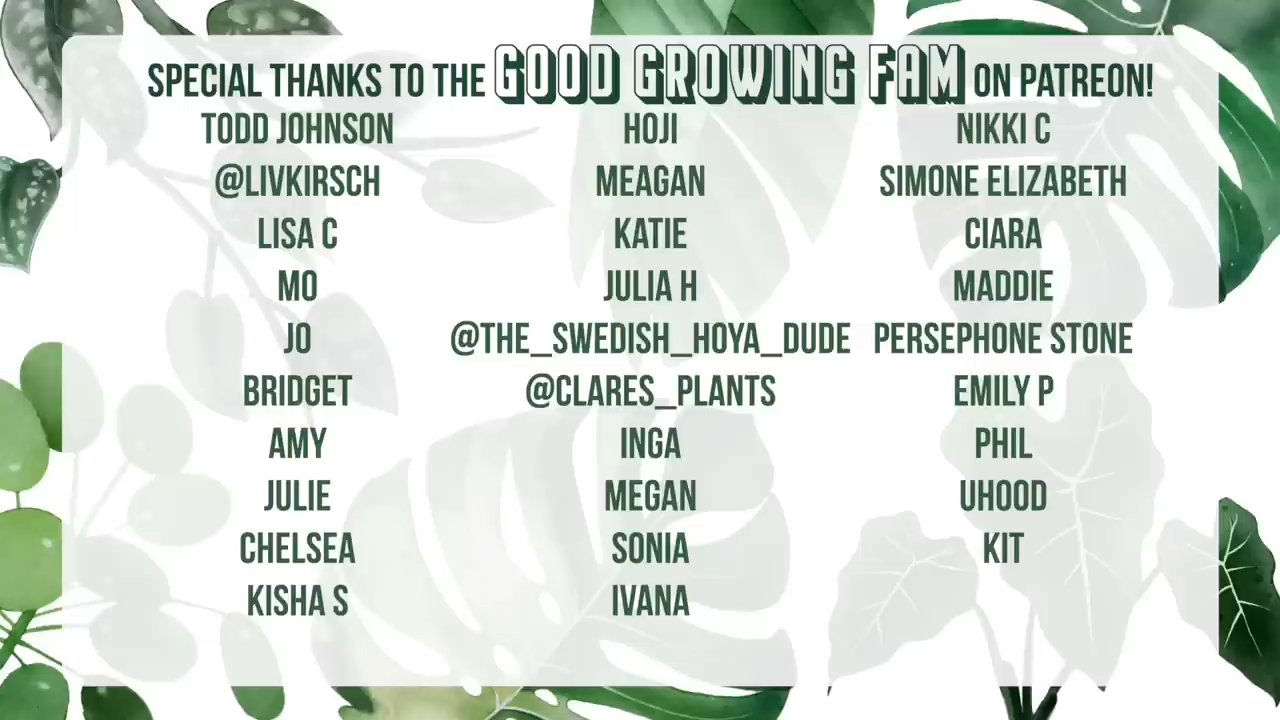 SPECIAL THANKS TO THE GOOD GROWING FAM ON PATREON!
TODD JOHNSON
@LIVKIRSCH
LISA C
MO
JO
BRIDGET
AMY
JULIE
CHELSEA
KISHA S
HOJI
MEAGAN
KATIE
JULIA H
@THE_SWEDISH_HOYA_DUDE
@CLARES_PLANTS
INGA
MEGAN
SONIA
IVANA
NIKKI C
SIMONE ELIZABETH
CIARA
MADDIE
PERSEPHONE STONE
EMILY P
PHIL
UHOOD
KIT